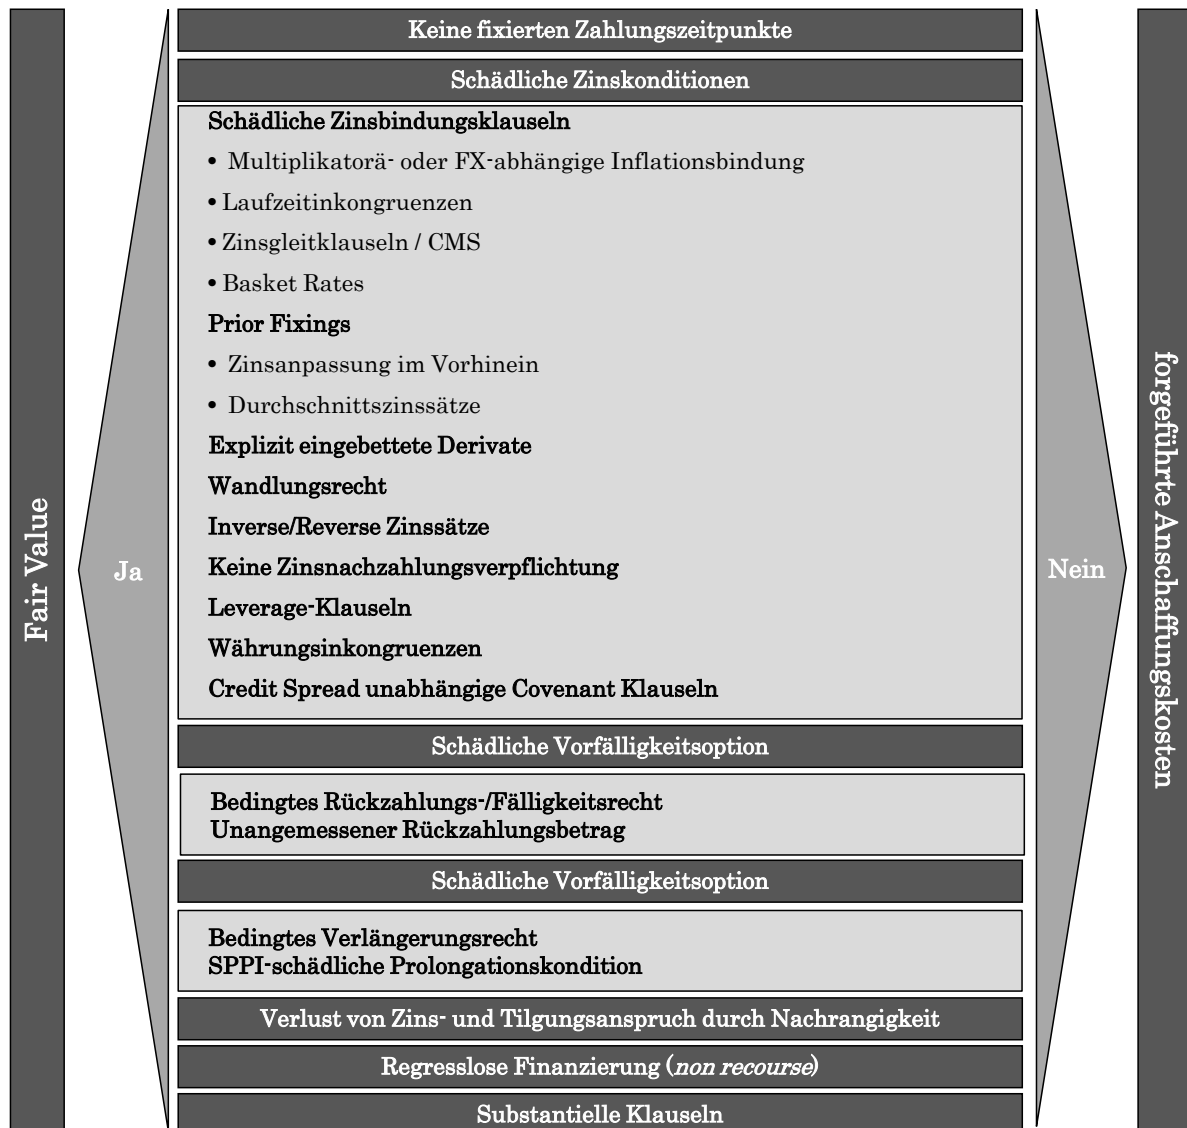 Fair Value
Ja
Keine fixierten Zahlungszeitpunkte
Schädliche Zinskonditionen
Schädliche Zinsbindungsklauseln
• Multiplikatorä- oder FX-abhängige Inflationsbindung
• Laufzeitinkongruenzen
• Zinsgleitklauseln / CMS
• Basket Rates
Prior Fixings
• Zinsanpassung im Vorhinein
• Durchschnittszinssätze
Explizit eingebettete Derivate
Wandlungsrecht
Inverse/Reverse Zinssätze
Keine Zinsnachzahlungsverpflichtung
Leverage-Klauseln
Währungsinkongruenzen
Credit Spread unabhängige Covenant Klauseln
Schädliche Vorfälligkeitsoption
Bedingtes Rückzahlungs-/Fälligkeitsrecht
Unangemessener Rückzahlungsbetrag
Schädliche Vorfälligkeitsoption
Bedingtes Verlängerungsrecht
SPPI-schädliche Prolongationskondition
Verlust von Zins- und Tilgungsanspruch durch Nachrangigkeit
Regresslose Finanzierung (non recourse)
Substantielle Klauseln
Nein
forgeführte Anschaffungskosten